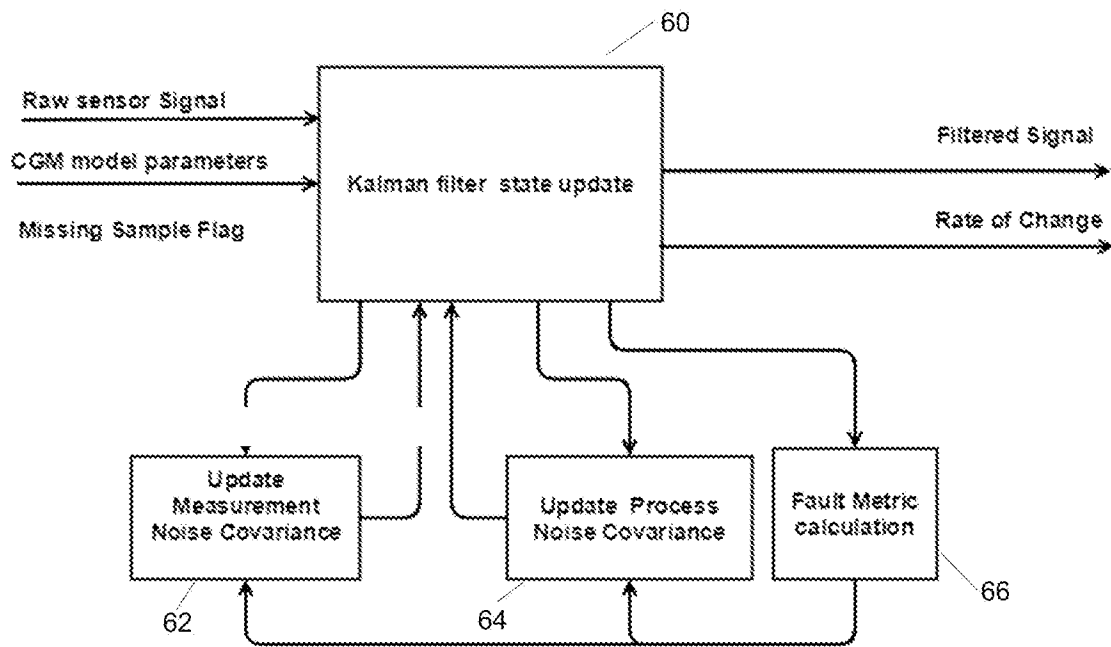 60
Raw sensor Signal
CGM model parameters
Missing Sample Flag
Kalman filter state update
Filtered Signal
Rate of Change
Update
Measurement
Noise Covariance
Update Process
Noise Covariance
Fault Metric
calculation
62
64
66